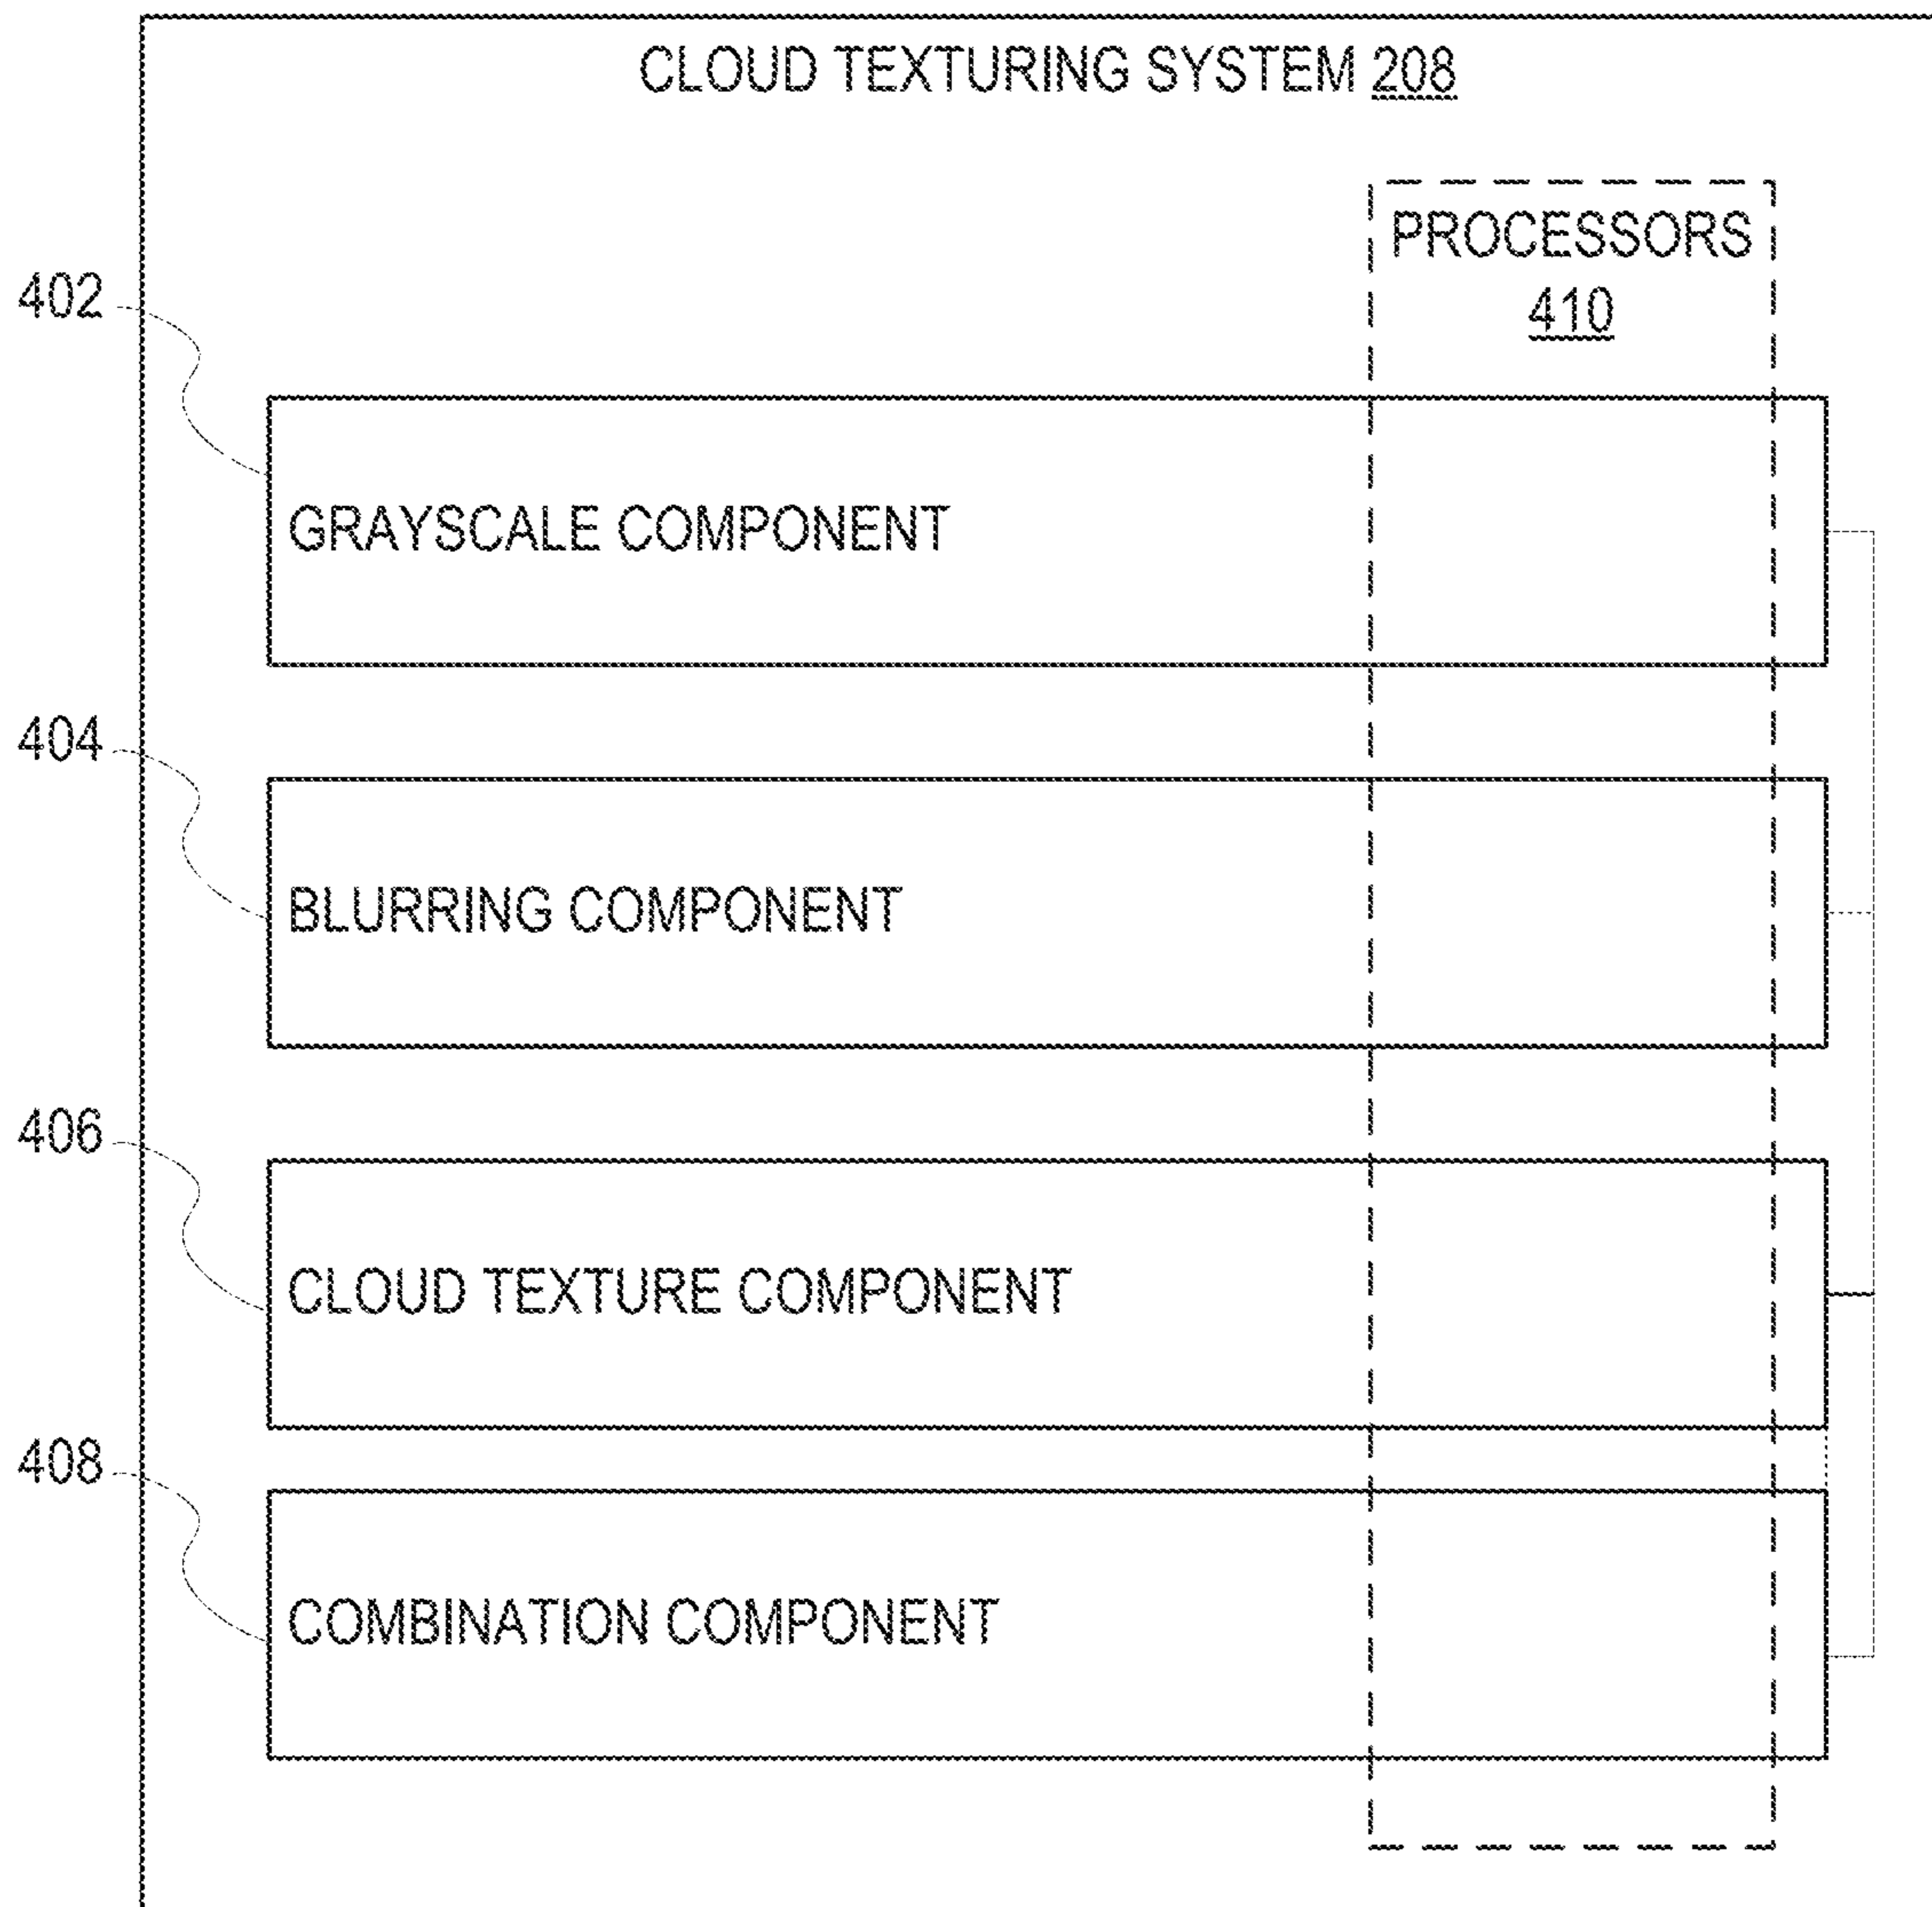 CLOUD TEXTURING SYSTEM 208
PROCESSORS
410
402
GRAYSCALE COMPONENT
404
BLURRING COMPONENT
406
CLOUD TEXTURE COMPONENT
408
COMBINATION COMPONENT